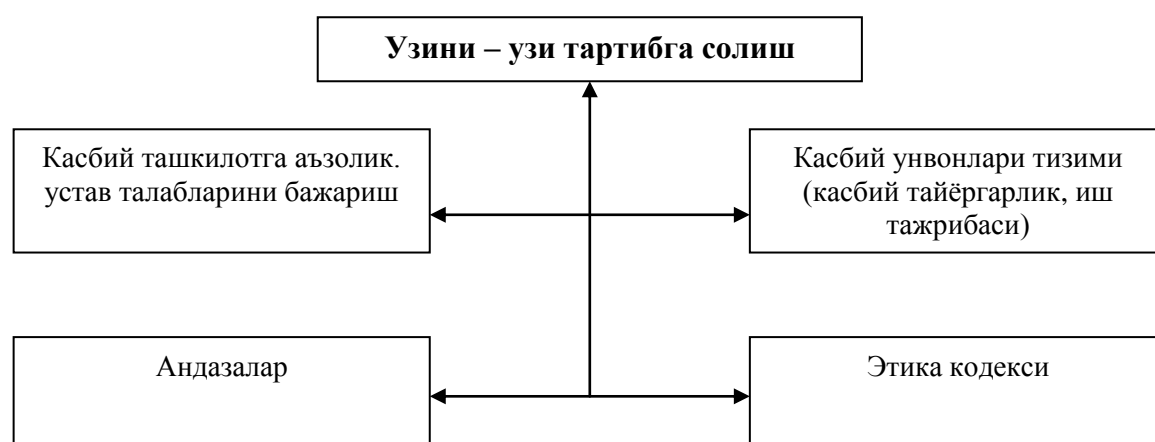 Узини – узи тартибга солиш
Касбий ташкилотга аъзолик.
устав талабларини бажариш
Касбий унвонлари тизими
(касбий тайёргарлик, иш
тажрибаси)
Андазалар
Этика кодекси